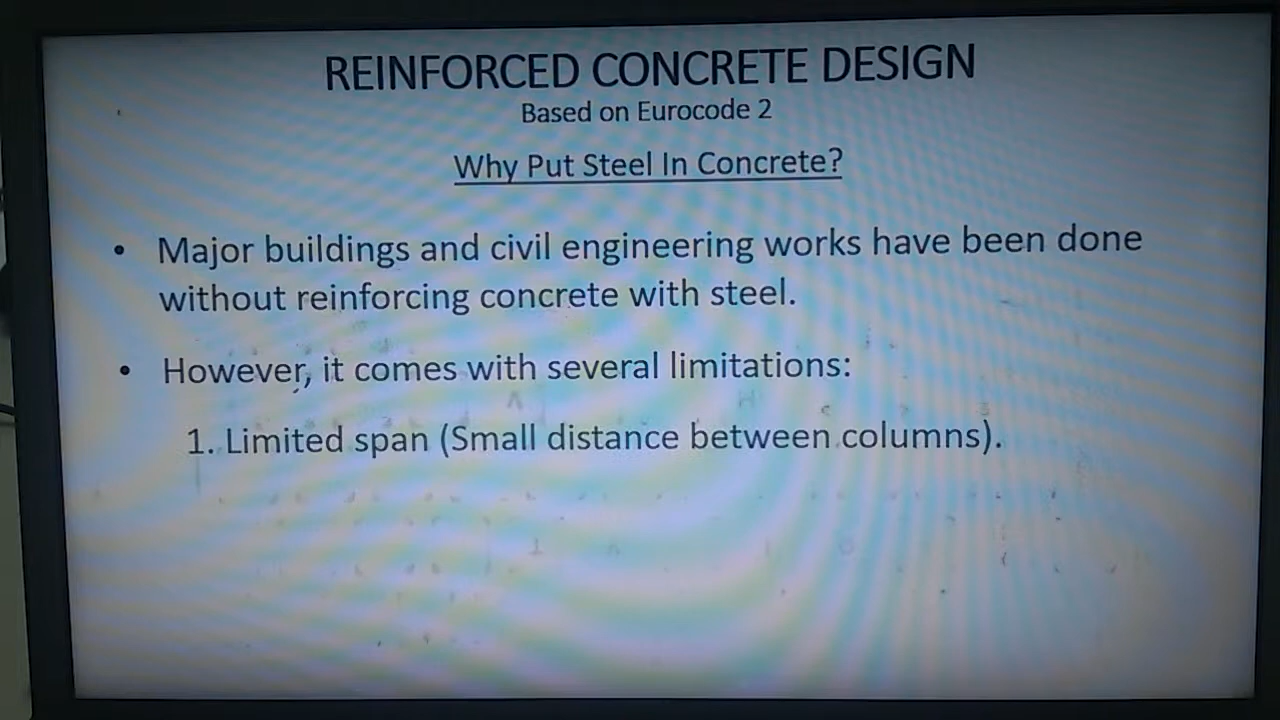 REINFORCED CONCRETE DESIGN
Based on Eurocode 2
Why Put Steel In Concrete?
• Major buildings and civil engineering works have been done
without reinforcing concrete with steel.
• However, it comes with several limitations:
1. Limited span (Small distance between columns).